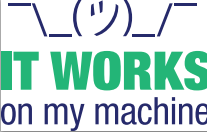 ¯\_(ツ)_/¯
IT WORKS
on my machine